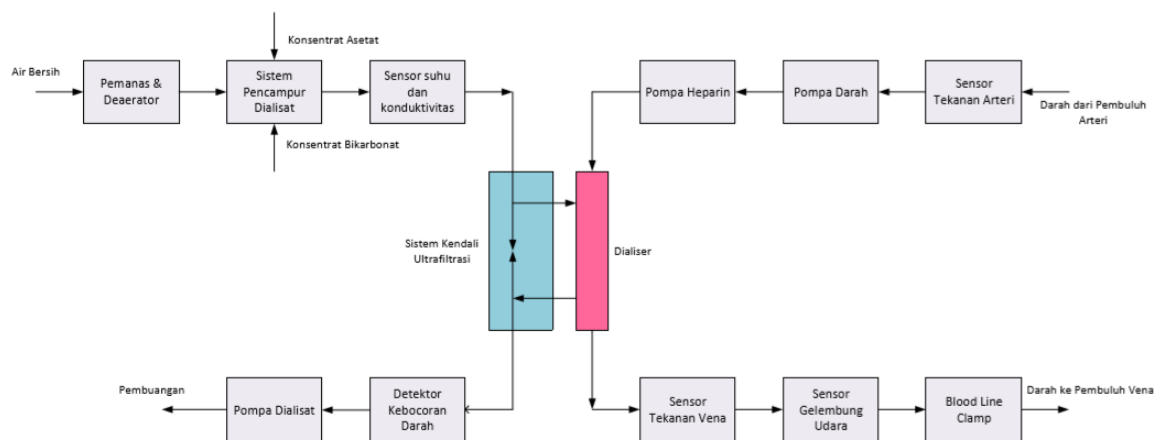 Konsentrat Asetat
Air Bersih
Pemanas &
Deaerator
Sistem
Pencampur
Dialisat
Sensor suhu
dan
konduktivitas
Konsentrat Bikarbonat
Pompa Heparin
Pompa Darah
Sensor
Tekanan Arteri
Darah dari Pembuluh
Arteri
Sistem Kendali
Ultrafiltrasi
Dialiser
Pembuangan
Pompa Dialisat
Detektor
Kebocoran
Darah
Sensor
Tekanan Vena
Sensor
Gelembung
Udara
Blood Line
Clamp
Darah ke Pembuluh Vena